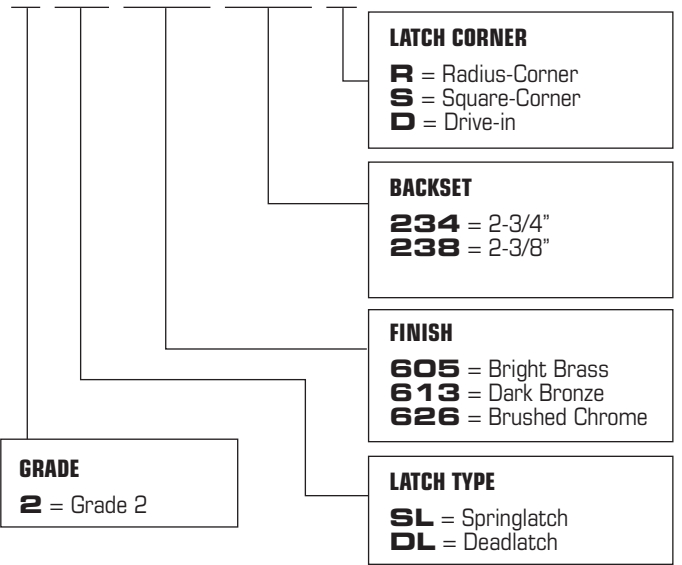 LATCH CORNER
R = Radius-Corner
S = Square-Corner
D = Drive-in
BACKSET
234 = 2-3/4”
238 = 2-3/8”
FINISH
605 = Bright Brass
613 = Dark Bronze
626 = Brushed Chrome
GRADE
2 = Grade 2
LATCH TYPE
SL = Springlatch
DL = Deadlatch